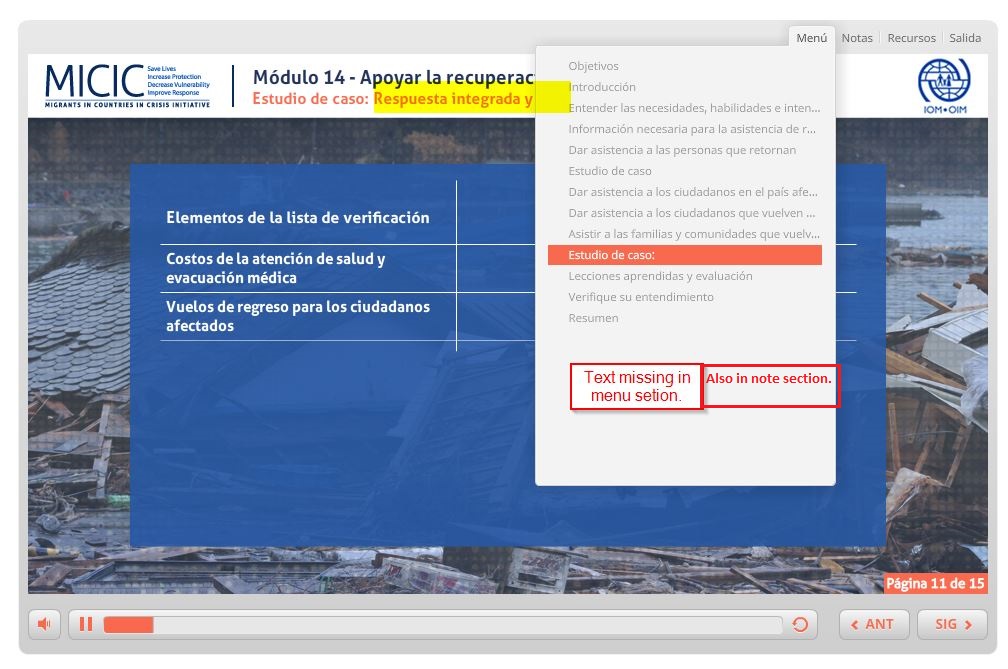 Menú Notas Recursos Salida
MICIC
Save Lives
Increase Protection
Decrease Vulnerability
Improve Response
MIGRANTS IN COUNTRIES IN CRISIS INITIATIVE
Módulo 14 - Apoyar la recuperac
Estudio de caso: Respuesta integrada y
IOM•OIM
Objetivos
Introducción
Entender las necesidades, habilidades e inten...
Información necesaria para la asistencia de r...
Dar asistencia a las personas que retornan
Estudio de caso
Dar asistencia a los ciudadanos en el país afe...
Dar asistencia a los ciudadanos que vuelven ...
Asistir a las familias y comunidades que vuelv...
Estudio de caso:
Lecciones aprendidas y evaluación
Verifique su entendimiento
Resumen
Elementos de la lista de verificación
Costos de la atención de salud y
evacuación médica
Vuelos de regreso para los ciudadanos
afectados
Text missing in
menu setion.
Also in note section.
Página 11 de 15
ANT
SIG